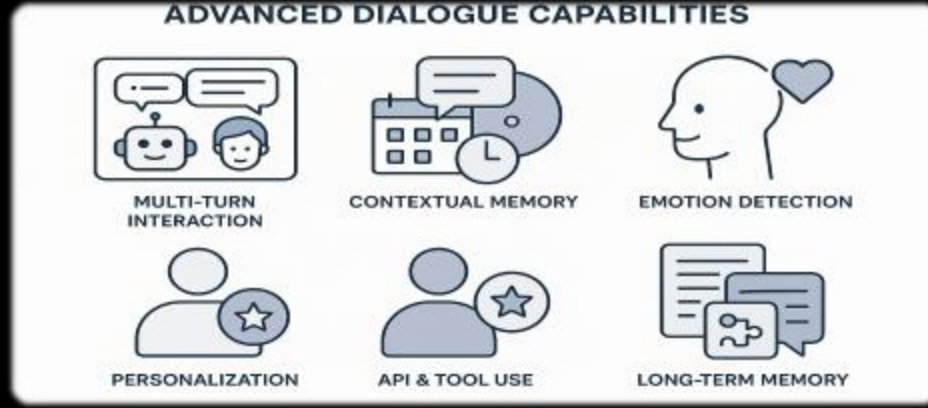 ADVANCED DIALOGUE CAPABILITIES
MULTI-TURN
INTERACTION
CONTEXTUAL MEMORY
EMOTION DETECTION
PERSONALIZATION
API & TOOL USE
LONG-TERM MEMORY